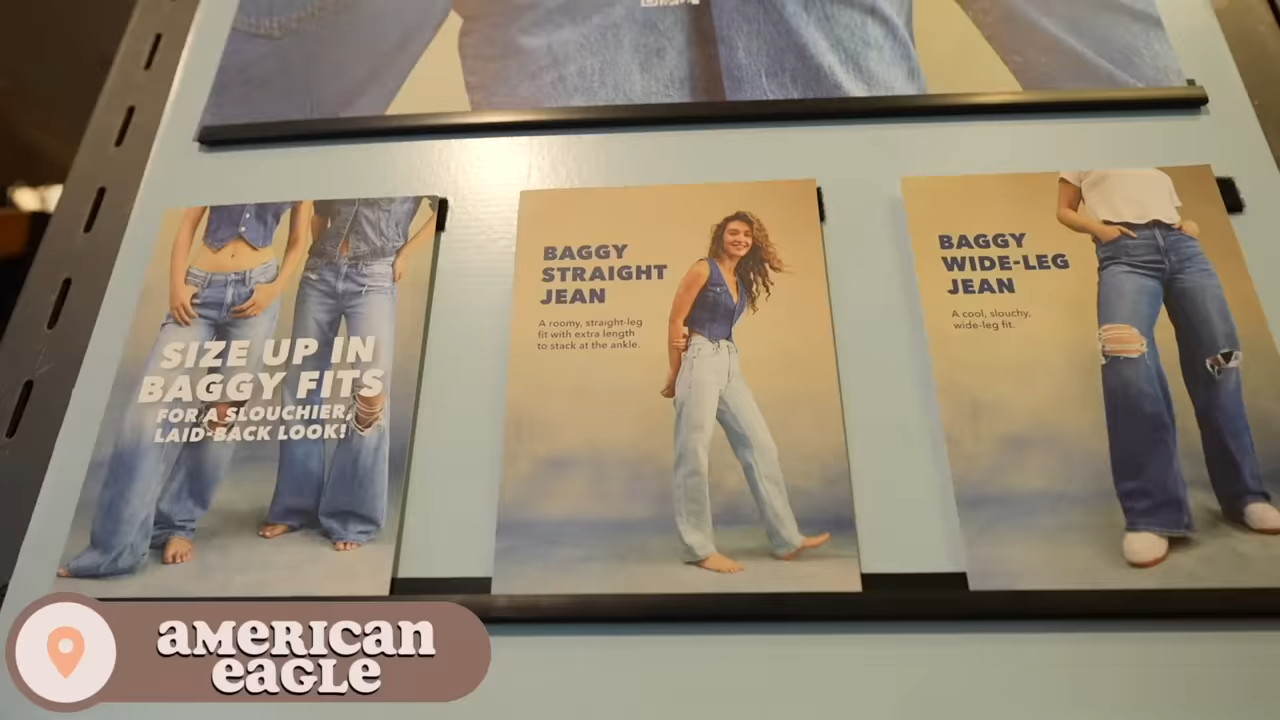 SIZE UP IN
BAGGY FITS
FOR A SLOUCHIER,
LAID-BACK LOOK!
BAGGY
STRAIGHT
JEAN
A roomy, straight-leg
fit with extra length
to stack at the ankle.
BAGGY
WIDE-LEG
JEAN
A cool, slouchy,
wide-leg fit.
AMERICAN
EAGLE